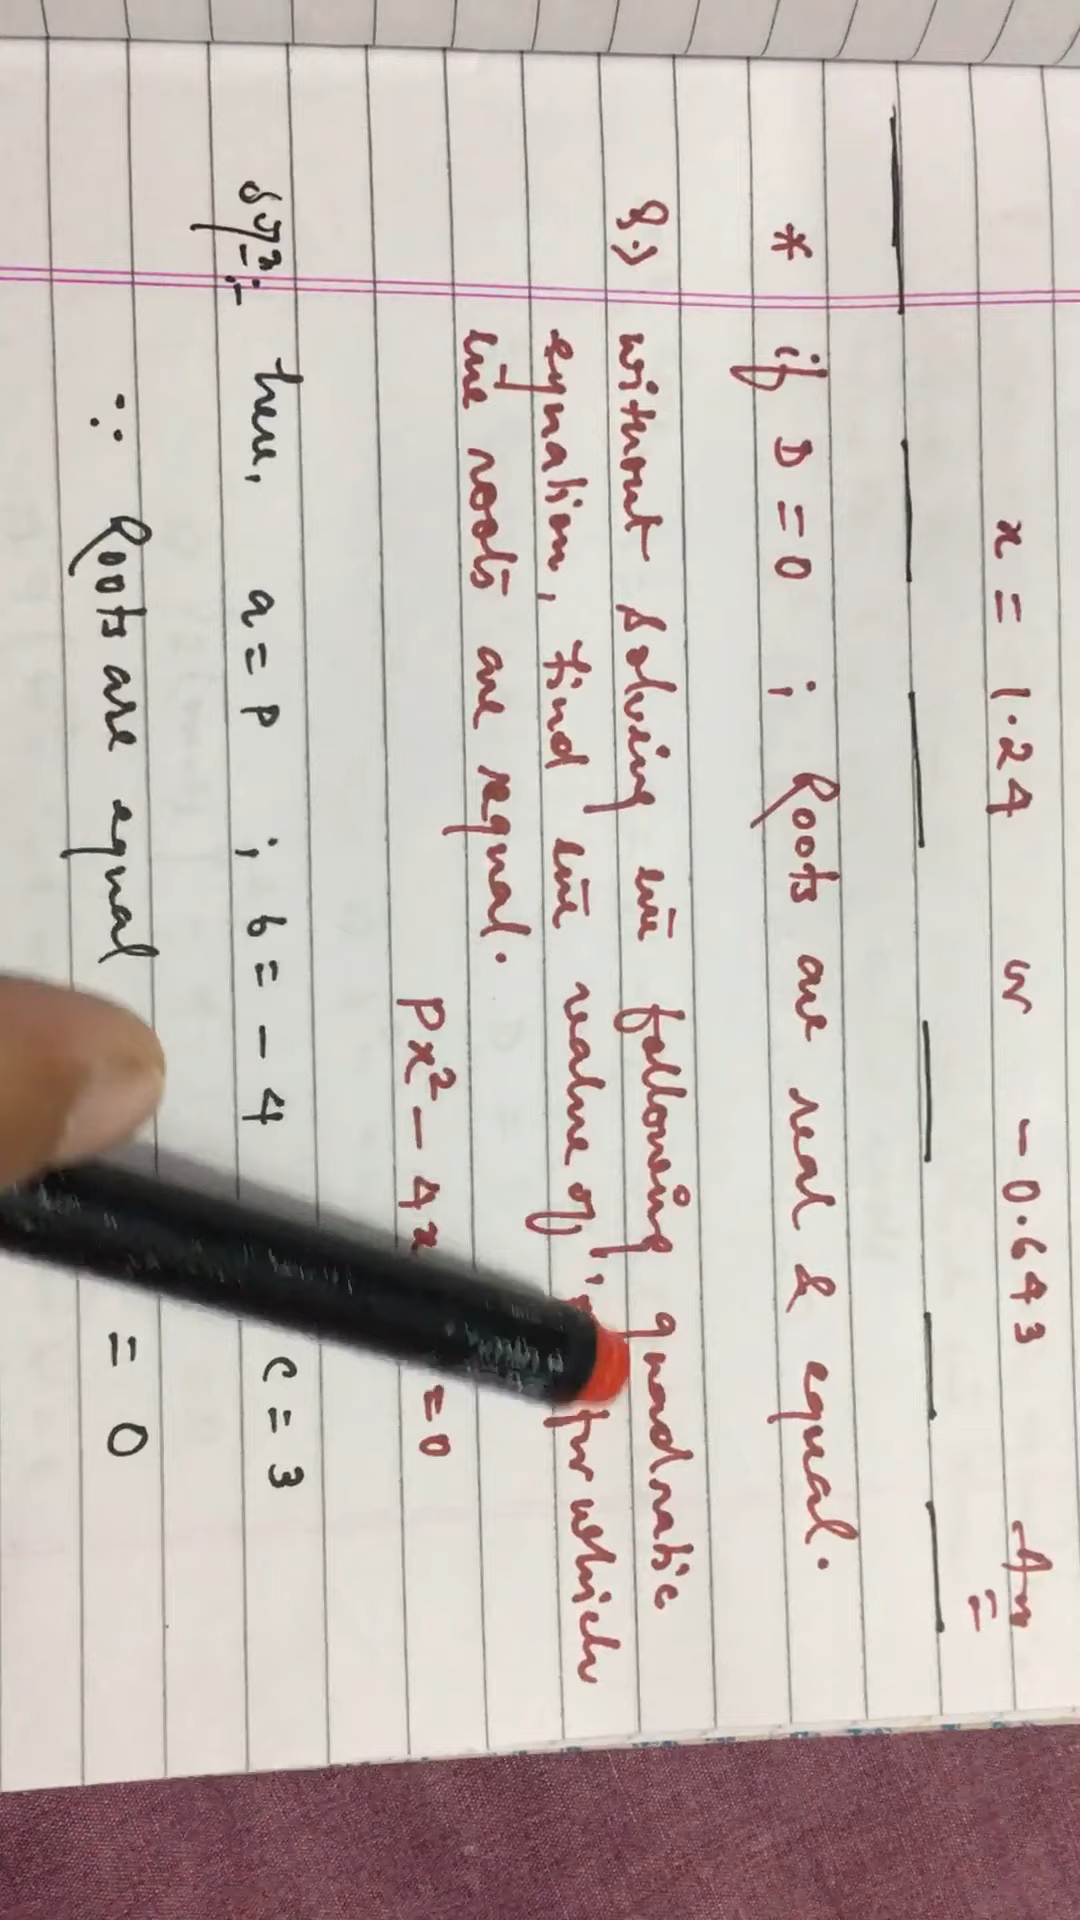 x = 1.24 or - 0.643 Ans
* if D = 0 ; Roots are real & equal.
Q.) without solving the following quadratic
equation, find the value of 'p' for which
the roots are equal.
px² - 4x = 0
solⁿ:- here, a = p ; b = - 4 c = 3
∵ Roots are equal = 0